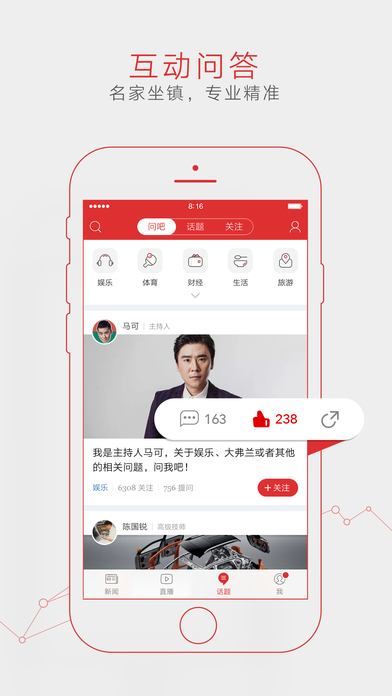 互动问答
名家坐镇，专业精准
8:16
问吧 话题 关注
娱乐 体育 财经 生活 旅游
马可 | 主持人
163 238
我是主持人马可，关于娱乐、大弗兰或者其他
的相关问题，问我吧！
娱乐 6308 关注 756 提问 +关注
陈国锐 | 高级技师
新闻 直播 话题 我